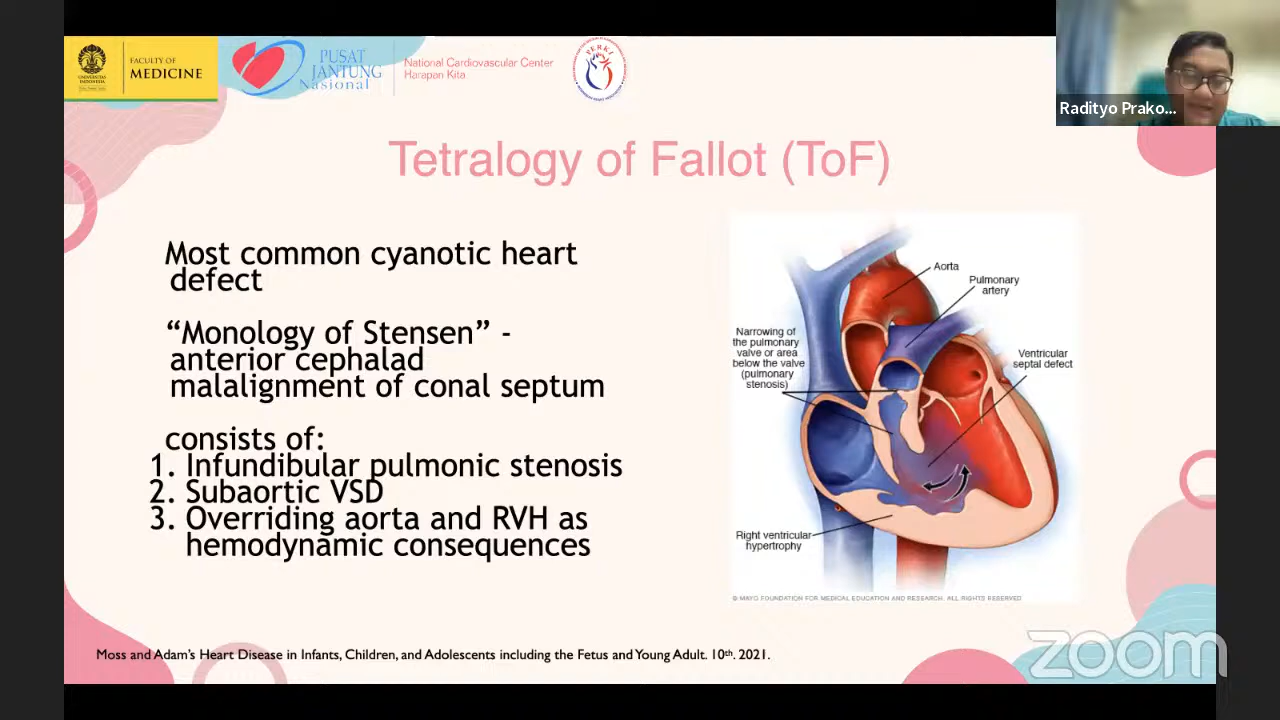 FACULTY OF
MEDICINE
UNIVERSITAS
INDONESIA
PUSAT
JANTUNG
Nasional
National Cardiovascular Center
Harapan Kita
PERKI
Radityo Prako...
Tetralogy of Fallot (ToF)
Most common cyanotic heart
defect
“Monology of Stensen” -
anterior cephalad
malalignment of conal septum
consists of:
1. Infundibular pulmonic stenosis
2. Subaortic VSD
3. Overriding aorta and RVH as
hemodynamic consequences
Aorta
Pulmonary
artery
Narrowing of
the pulmonary
valve or area
below the valve
(pulmonary
stenosis)
Ventricular
septal defect
Right ventricular
hypertrophy
© MAYO FOUNDATION FOR MEDICAL EDUCATION AND RESEARCH. ALL RIGHTS RESERVED
Moss and Adam's Heart Disease in Infants, Children, and Adolescents including the Fetus and Young Adult. 10th. 2021.
zoom